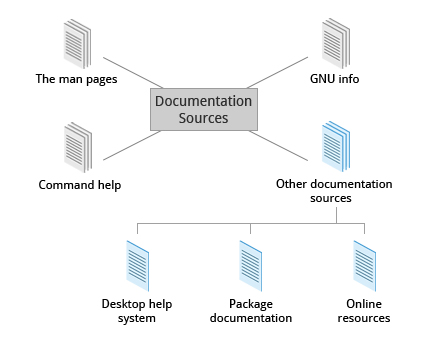 The man pages
GNU info
Documentation
Sources
Command help
Other documentation
sources
Desktop help
system
Package
documentation
Online
resources